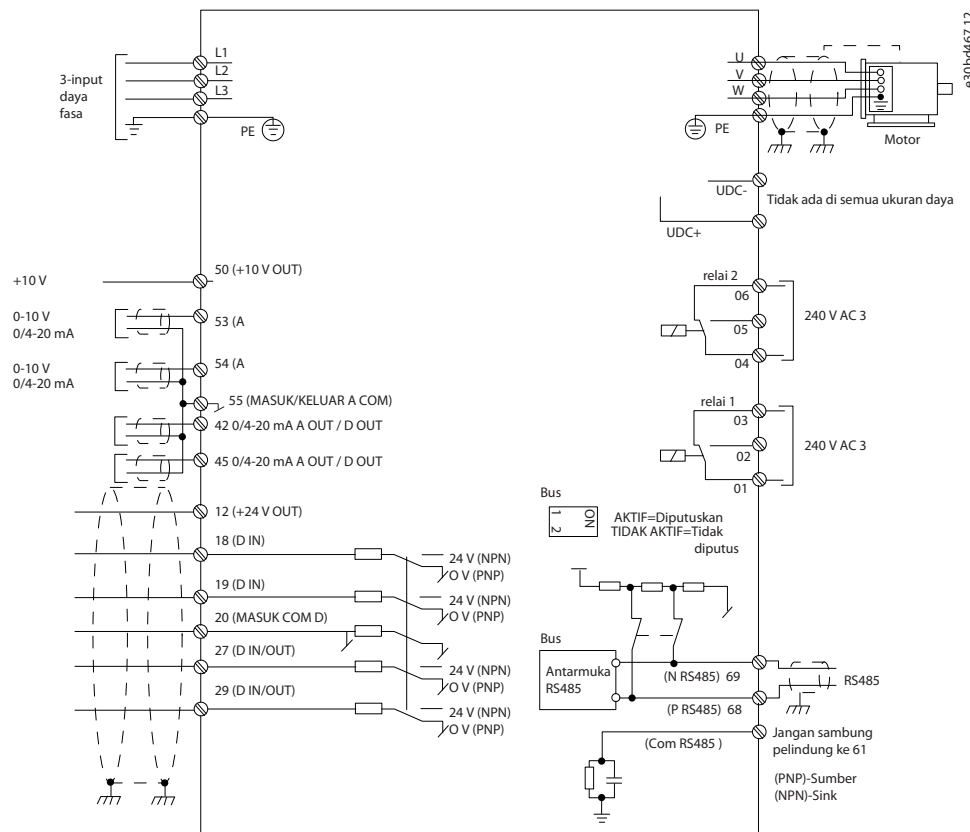 e30bd467.12
3-input
daya
fasa
L1
L2
L3
PE
U
V
W
PE
Motor
UDC-
Tidak ada di semua ukuran daya
UDC+
+10 V
50 (+10 V OUT)
0-10 V
0/4-20 mA
53 (A
0-10 V
0/4-20 mA
54 (A
55 (MASUK/KELUAR A COM)
42 0/4-20 mA A OUT / D OUT
45 0/4-20 mA A OUT / D OUT
12 (+24 V OUT)
18 (D IN)
24 V (NPN)
O V (PNP)
19 (D IN)
24 V (NPN)
O V (PNP)
20 (MASUK COM D)
27 (D IN/OUT)
24 V (NPN)
O V (PNP)
29 (D IN/OUT)
24 V (NPN)
O V (PNP)
relai 2
06
05
04
240 V AC 3
relai 1
03
02
01
240 V AC 3
Bus
1
2
ON
AKTIF=Diputuskan
TIDAK AKTIF=Tidak
diputus
Bus
Antarmuka
RS485
(N RS485) 69
RS485
(P RS485) 68
(Com RS485 )
Jangan sambung
pelindung ke 61
(PNP)-Sumber
(NPN)-Sink